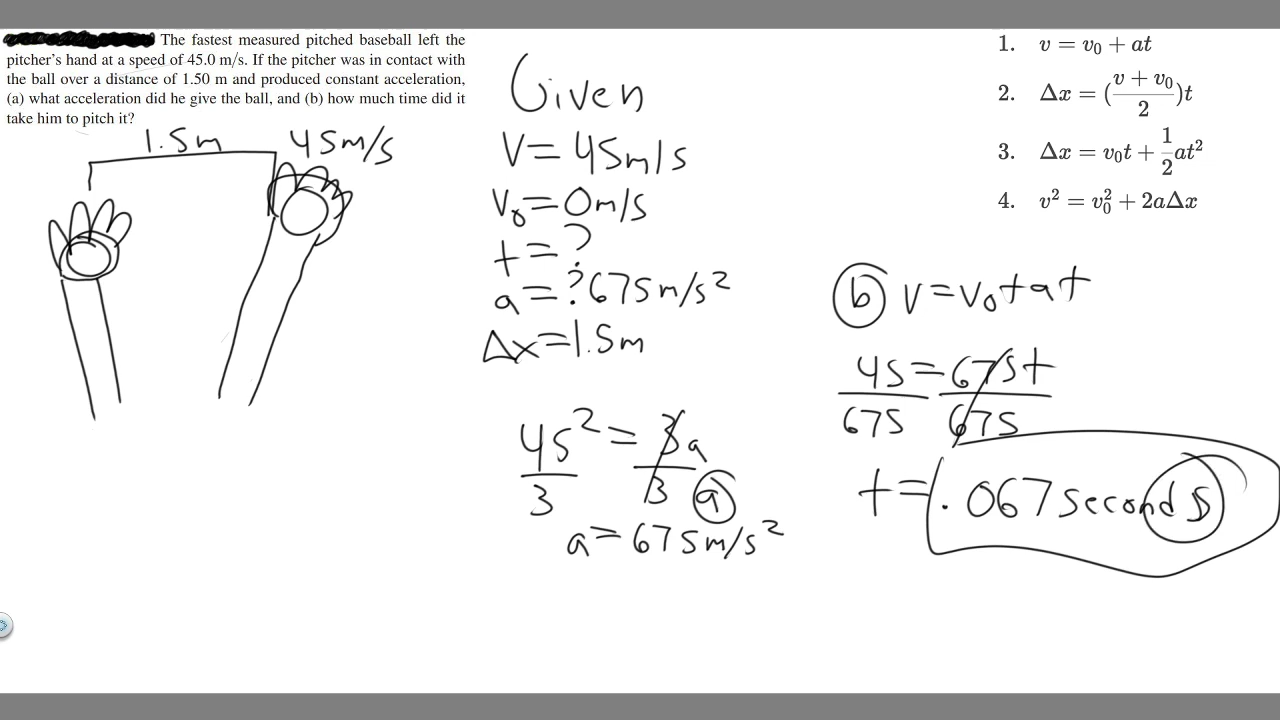 The fastest measured pitched baseball left the
pitcher's hand at a speed of 45.0 m/s. If the pitcher was in contact with
the ball over a distance of 1.50 m and produced constant acceleration,
(a) what acceleration did he give the ball, and (b) how much time did it
take him to pitch it?
1.5m 45m/s
Given
V=45m/s
V₀=0m/s
t=?
a=?675m/s²
Δx=1.5m
45²/3 = 3a/3
a
a=675m/s²
1. v = v₀ + at
2. Δx = ((v + v₀)/2)t
3. Δx = v₀t + 1/2 at²
4. v² = v₀² + 2aΔx
b V=V₀+at
45/675 = 675t/675
t=.067seconds